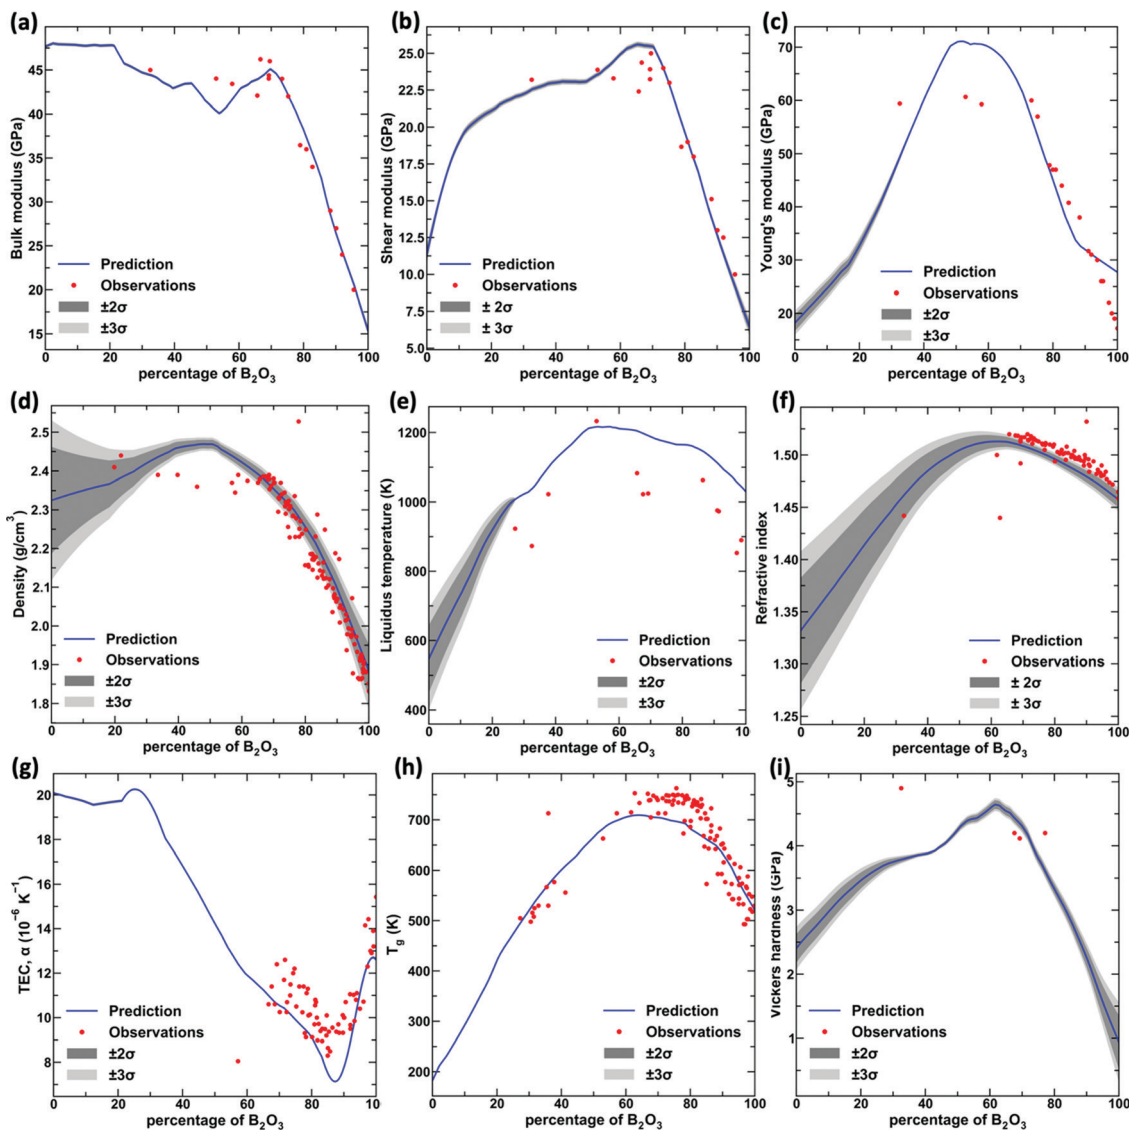 (a)
Bulk modulus (GPa)
45
40
35
30
25
20
15
Prediction
Observations
±2σ
±3σ
0 20 40 60 80 100
percentage of B₂O₃
(b)
Shear modulus (GPa)
25.0
22.5
20.0
17.5
15.0
12.5
10.0
7.5
5.0
Prediction
Observations
± 2σ
± 3σ
0 20 40 60 80 100
percentage of B₂O₃
(c)
Young's modulus (GPa)
70
60
50
40
30
20
Prediction
Observations
±2σ
±3σ
0 20 40 60 80 100
percentage of B₂O₃
(d)
Density (g/cm³)
2.5
2.4
2.3
2.2
2.1
2.0
1.9
1.8
Prediction
Observations
±2σ
±3σ
0 20 40 60 80 100
percentage of B₂O₃
(e)
Liquidus temperature (K)
1200
1000
800
600
400
Prediction
Observations
±2σ
±3σ
0 20 40 60 80 100
percentage of B₂O₃
(f)
Refractive index
1.50
1.45
1.40
1.35
1.30
1.25
Prediction
Observations
± 2σ
± 3σ
0 20 40 60 80 100
percentage of B₂O₃
(g)
TEC, α (10⁻⁶ K⁻¹)
20
18
16
14
12
10
8
Prediction
Observations
±2σ
±3σ
0 20 40 60 80 100
percentage of B₂O₃
(h)
Tg (K)
700
600
500
400
300
200
Prediction
Observations
±2σ
±3σ
0 20 40 60 80 100
percentage of B₂O₃
(i)
Vickers hardness (GPa)
5
4
3
2
1
Prediction
Observations
±2σ
±3σ
0 20 40 60 80 100
percentage of B₂O₃